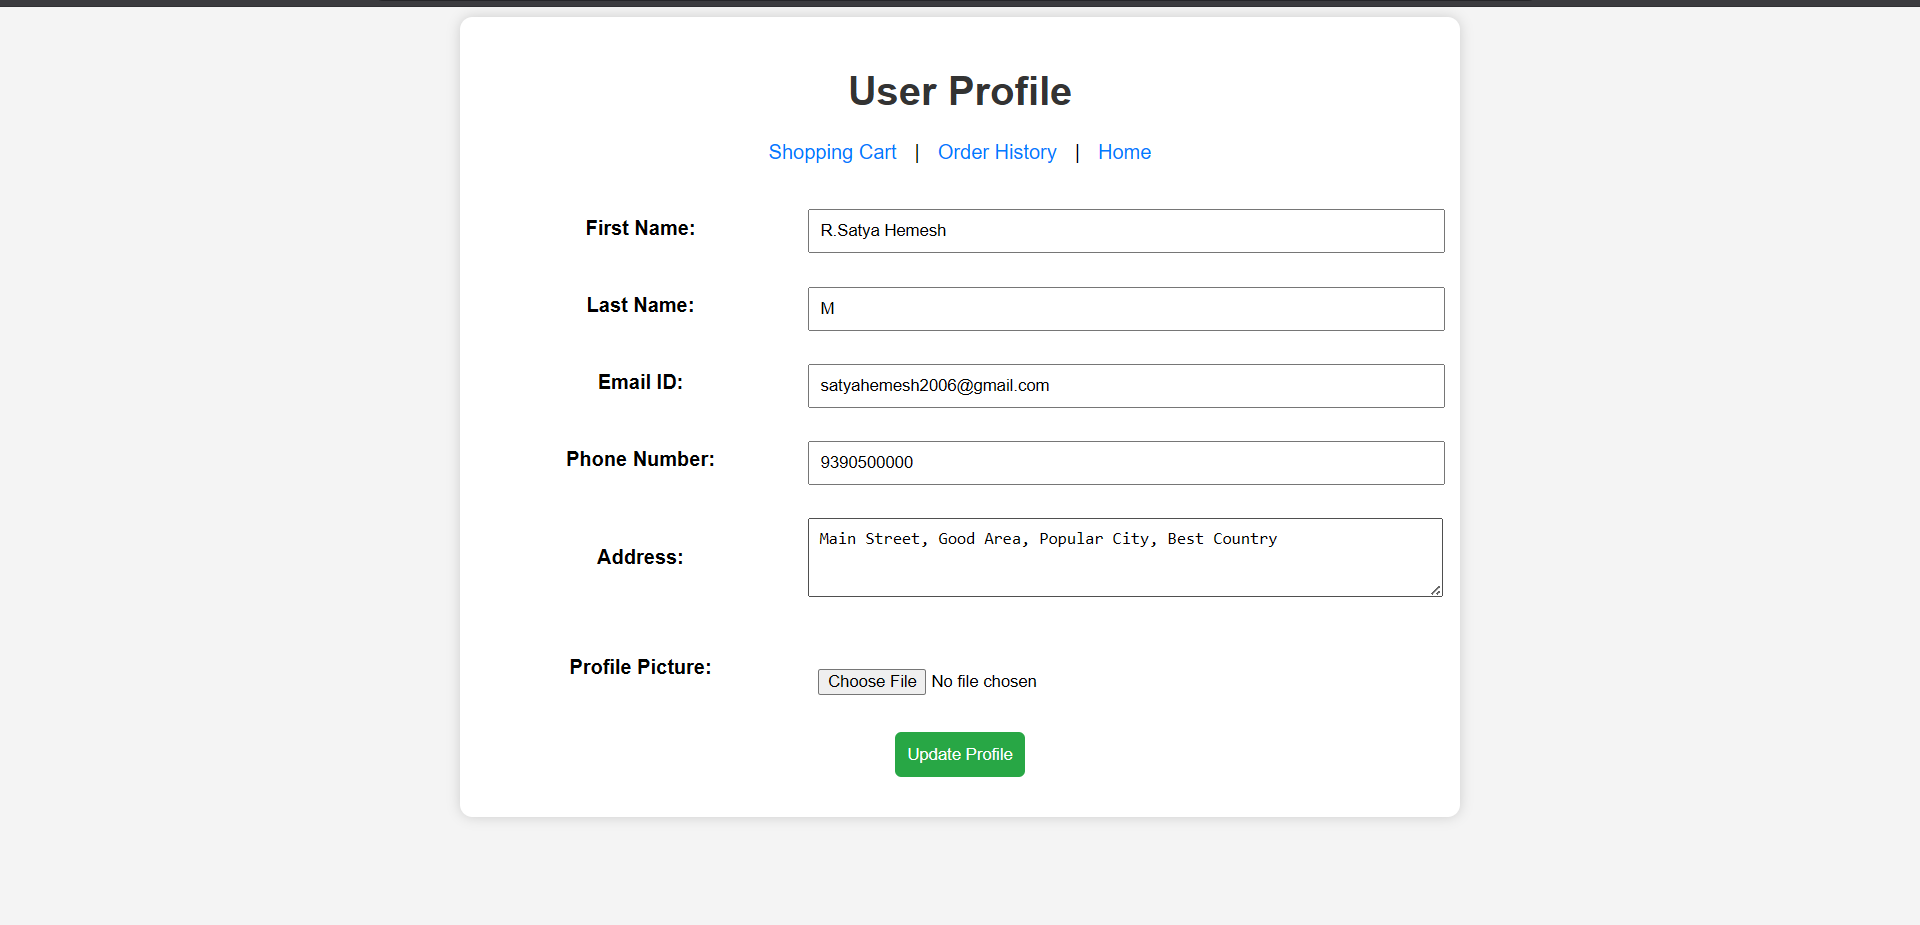 User Profile
Shopping Cart | Order History | Home
First Name: R.Satya Hemesh
Last Name: M
Email ID: satyahemesh2006@gmail.com
Phone Number: 9390500000
Address: Main Street, Good Area, Popular City, Best Country
Profile Picture: Choose File No file chosen
Update Profile